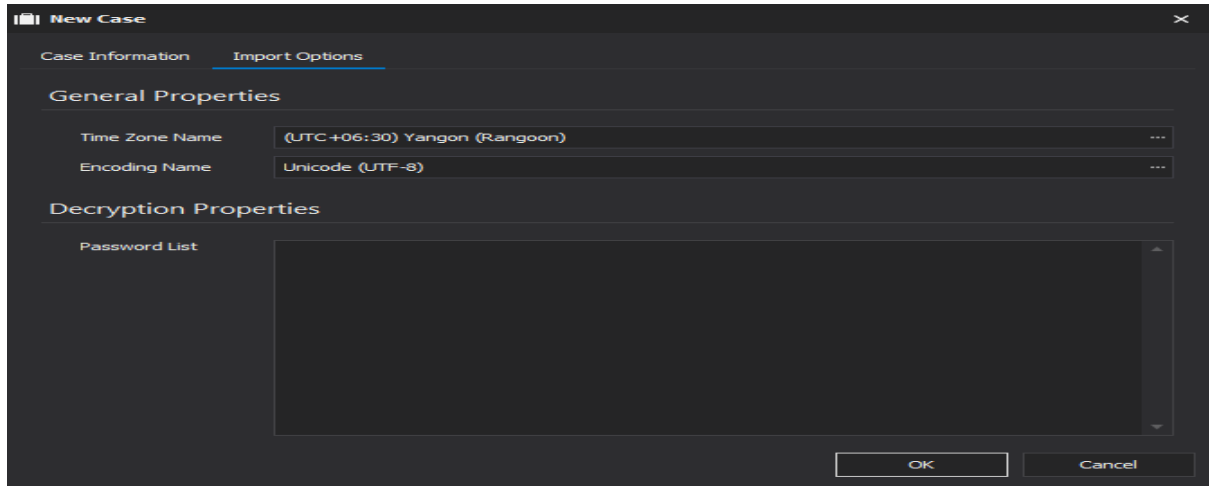 New Case
Case Information Import Options
General Properties
Time Zone Name (UTC+06:30) Yangon (Rangoon) ...
Encoding Name Unicode (UTF-8) ...
Decryption Properties
Password List
OK Cancel